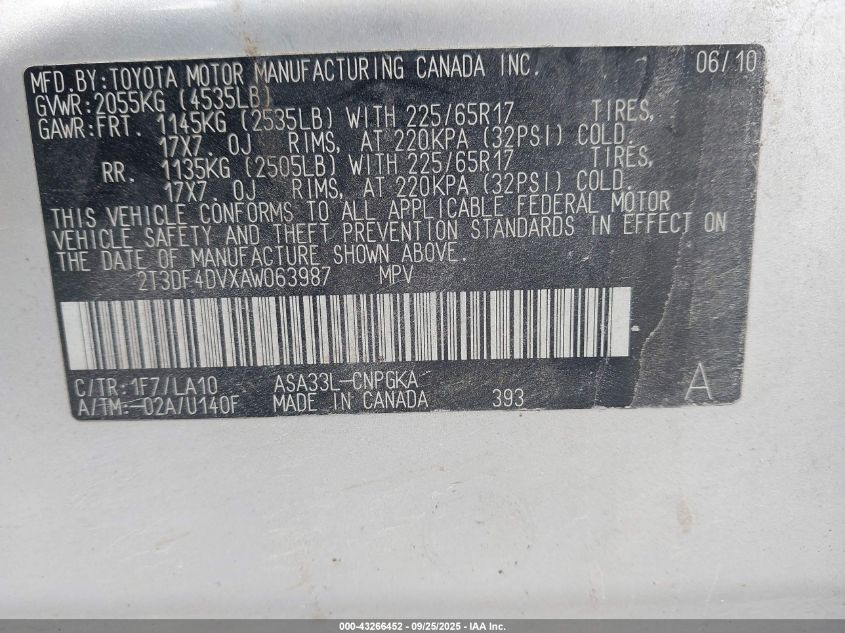 MFD.BY:TOYOTA MOTOR MANUFACTURING CANADA INC. 06/10
GVWR:2055KG (4535LB)
GAWR:FRT. 1145KG (2535LB) WITH 225/65R17 TIRES,
17X7 0J RIMS, AT 220KPA (32PSI) COLD.
RR. 1135KG (2505LB) WITH 225/65R17 TIRES,
17X7 0J RIMS, AT 220KPA (32PSI) COLD.
THIS VEHICLE CONFORMS TO ALL APPLICABLE FEDERAL MOTOR
VEHICLE SAFETY AND THEFT PREVENTION STANDARDS IN EFFECT ON
THE DATE OF MANUFACTURE SHOWN ABOVE.
2T3DF4DVXAW063987 MPV
C/TR:1F7/LA10 ASA33L-CNPGKA
A/TM:-02A/U140F MADE IN CANADA 393 A
000-43266452 | 09/25/2025 - IAA Inc.